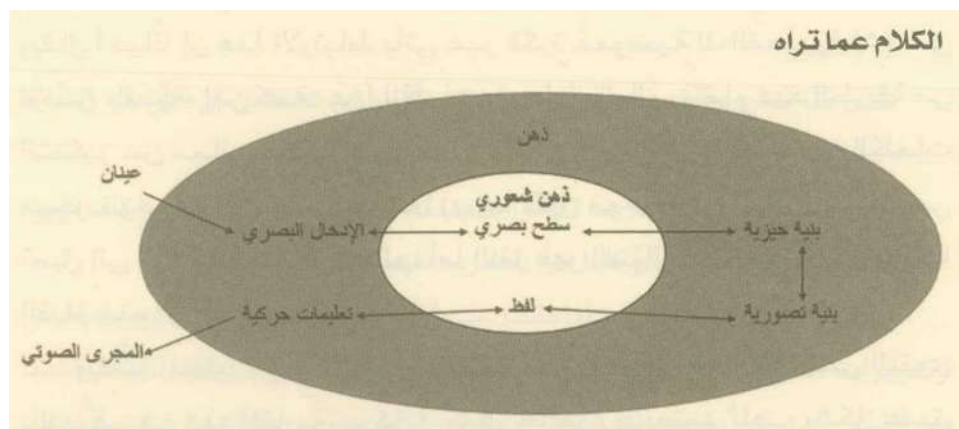 الكلام عما تراه
ذهن
عينان
ذهن شعوري
بنية حيزية
سطح بصري
الإدخال البصري
بنية تصورية
لفظ
تعليمات حركية
المجرى الصوتي